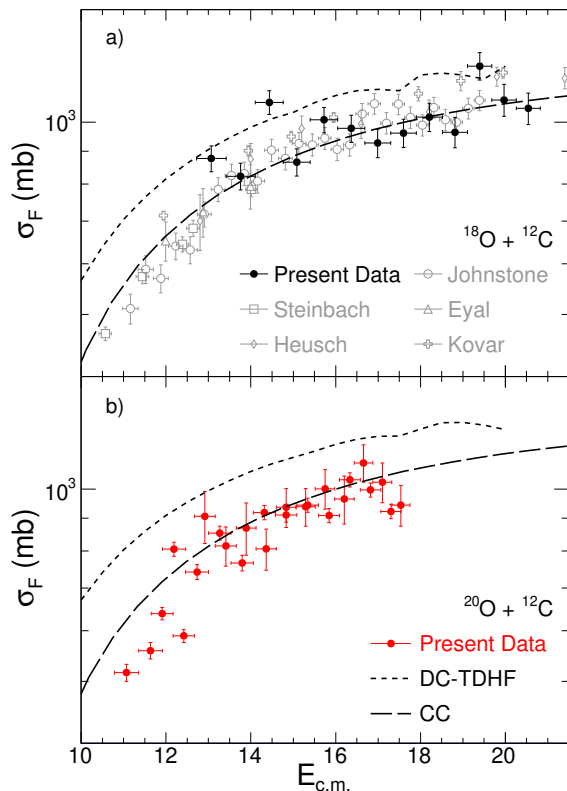 a)
10³
σF (mb)
¹⁸O + ¹²C
Present Data
Johnstone
Steinbach
Eyal
Heusch
Kovar
b)
10³
σF (mb)
²⁰O + ¹²C
Present Data
DC-TDHF
CC
10 12 14 16 18 20
Ec.m.